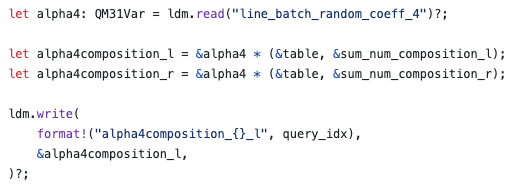 let alpha4: QM31Var = ldm.read("line_batch_random_coeff_4")?;
let alpha4composition_l = &alpha4 * (&table, &sum_num_composition_l);
let alpha4composition_r = &alpha4 * (&table, &sum_num_composition_r);
ldm.write(
format!("alpha4composition_{}_l", query_idx),
&alpha4composition_l,
)?;